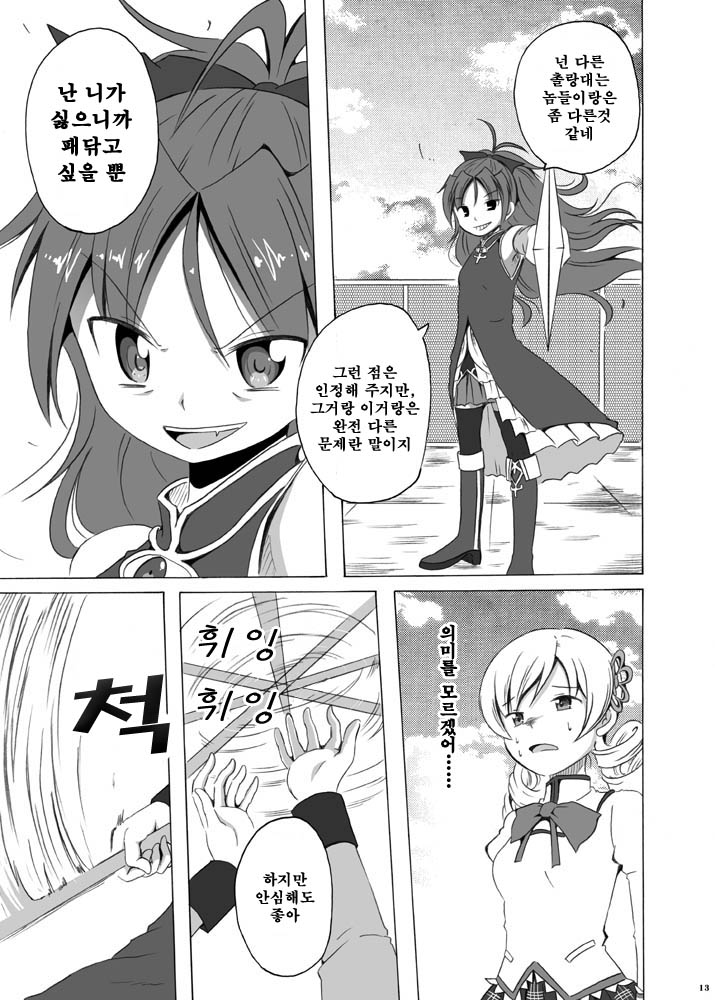 넌 다른
촐랑대는
놈들이랑은
좀 다른것
같네
그런 점은
인정해 주지만,
그거랑 이거랑은
완전 다른
문제란 말이지
난 니가
싫으니까
패닦고
싶을 뿐
의미를 모르겠어……
휘잉
휘잉
하지만
안심해도
좋아
척
13